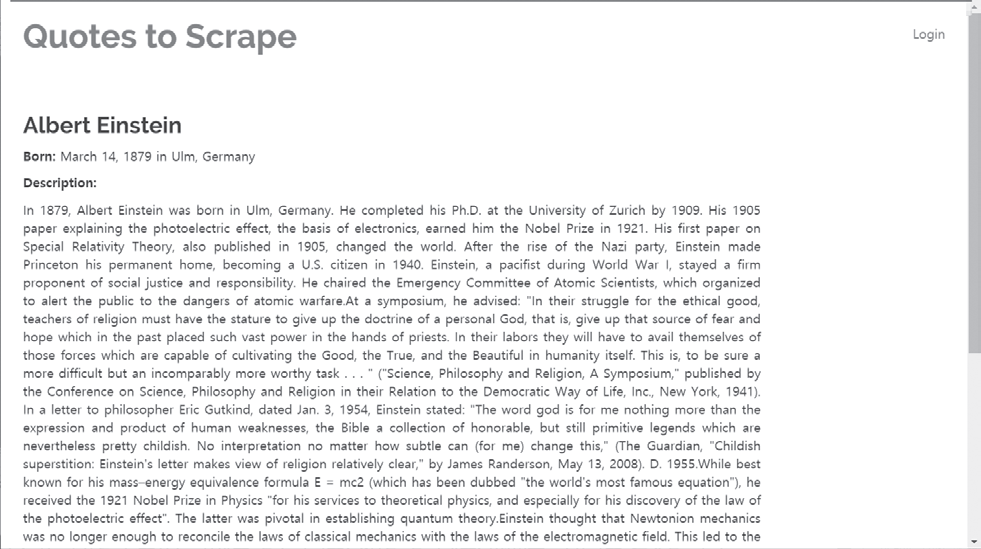 Quotes to Scrape
Login
Albert Einstein
Born: March 14, 1879 in Ulm, Germany
Description:
In 1879, Albert Einstein was born in Ulm, Germany. He completed his Ph.D. at the University of Zurich by 1909. His 1905
paper explaining the photoelectric effect, the basis of electronics, earned him the Nobel Prize in 1921. His first paper on
Special Relativity Theory, also published in 1905, changed the world. After the rise of the Nazi party, Einstein made
Princeton his permanent home, becoming a U.S. citizen in 1940. Einstein, a pacifist during World War I, stayed a firm
proponent of social justice and responsibility. He chaired the Emergency Committee of Atomic Scientists, which organized
to alert the public to the dangers of atomic warfare.At a symposium, he advised: "In their struggle for the ethical good,
teachers of religion must have the stature to give up the doctrine of a personal God, that is, give up that source of fear and
hope which in the past placed such vast power in the hands of priests. In their labors they will have to avail themselves of
those forces which are capable of cultivating the Good, the True, and the Beautiful in humanity itself. This is, to be sure a
more difficult but an incomparably more worthy task . . . " ("Science, Philosophy and Religion, A Symposium," published by
the Conference on Science, Philosophy and Religion in their Relation to the Democratic Way of Life, Inc., New York, 1941).
In a letter to philosopher Eric Gutkind, dated Jan. 3, 1954, Einstein stated: "The word god is for me nothing more than the
expression and product of human weaknesses, the Bible a collection of honorable, but still primitive legends which are
nevertheless pretty childish. No interpretation no matter how subtle can (for me) change this," (The Guardian, "Childish
superstition: Einstein's letter makes view of religion relatively clear," by James Randerson, May 13, 2008). D. 1955.While best
known for his mass–energy equivalence formula E = mc2 (which has been dubbed "the world's most famous equation"), he
received the 1921 Nobel Prize in Physics "for his services to theoretical physics, and especially for his discovery of the law of
the photoelectric effect". The latter was pivotal in establishing quantum theory.Einstein thought that Newtonion mechanics
was no longer enough to reconcile the laws of classical mechanics with the laws of the electromagnetic field. This led to the